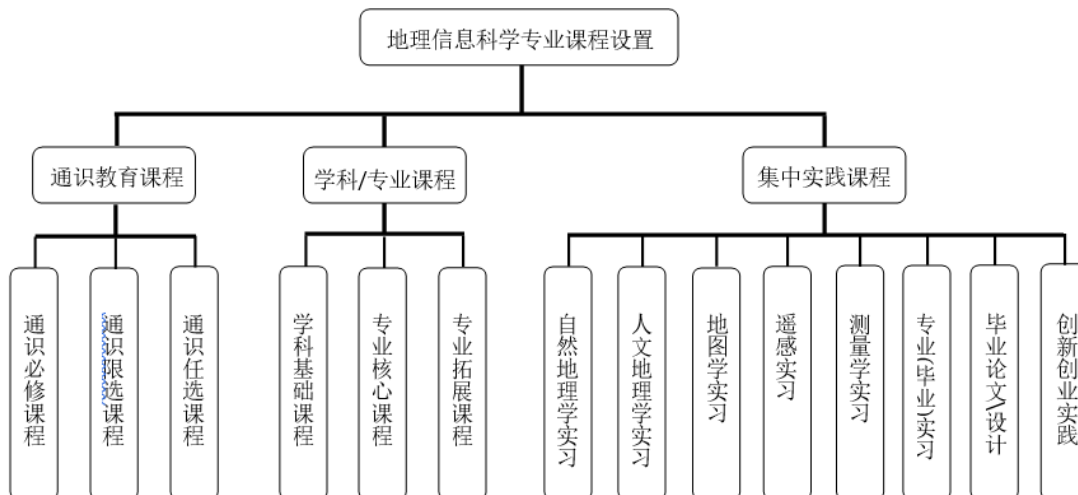 地理信息科学专业课程设置
通识教育课程
学科/专业课程
集中实践课程
通识必修课程
通识限选课程
通识任选课程
学科基础课程
专业核心课程
专业拓展课程
自然地理学实习
人文地理学实习
地图学实习
遥感实习
测量学实习
专业(毕业)实习
毕业论文\设计
创新创业实践